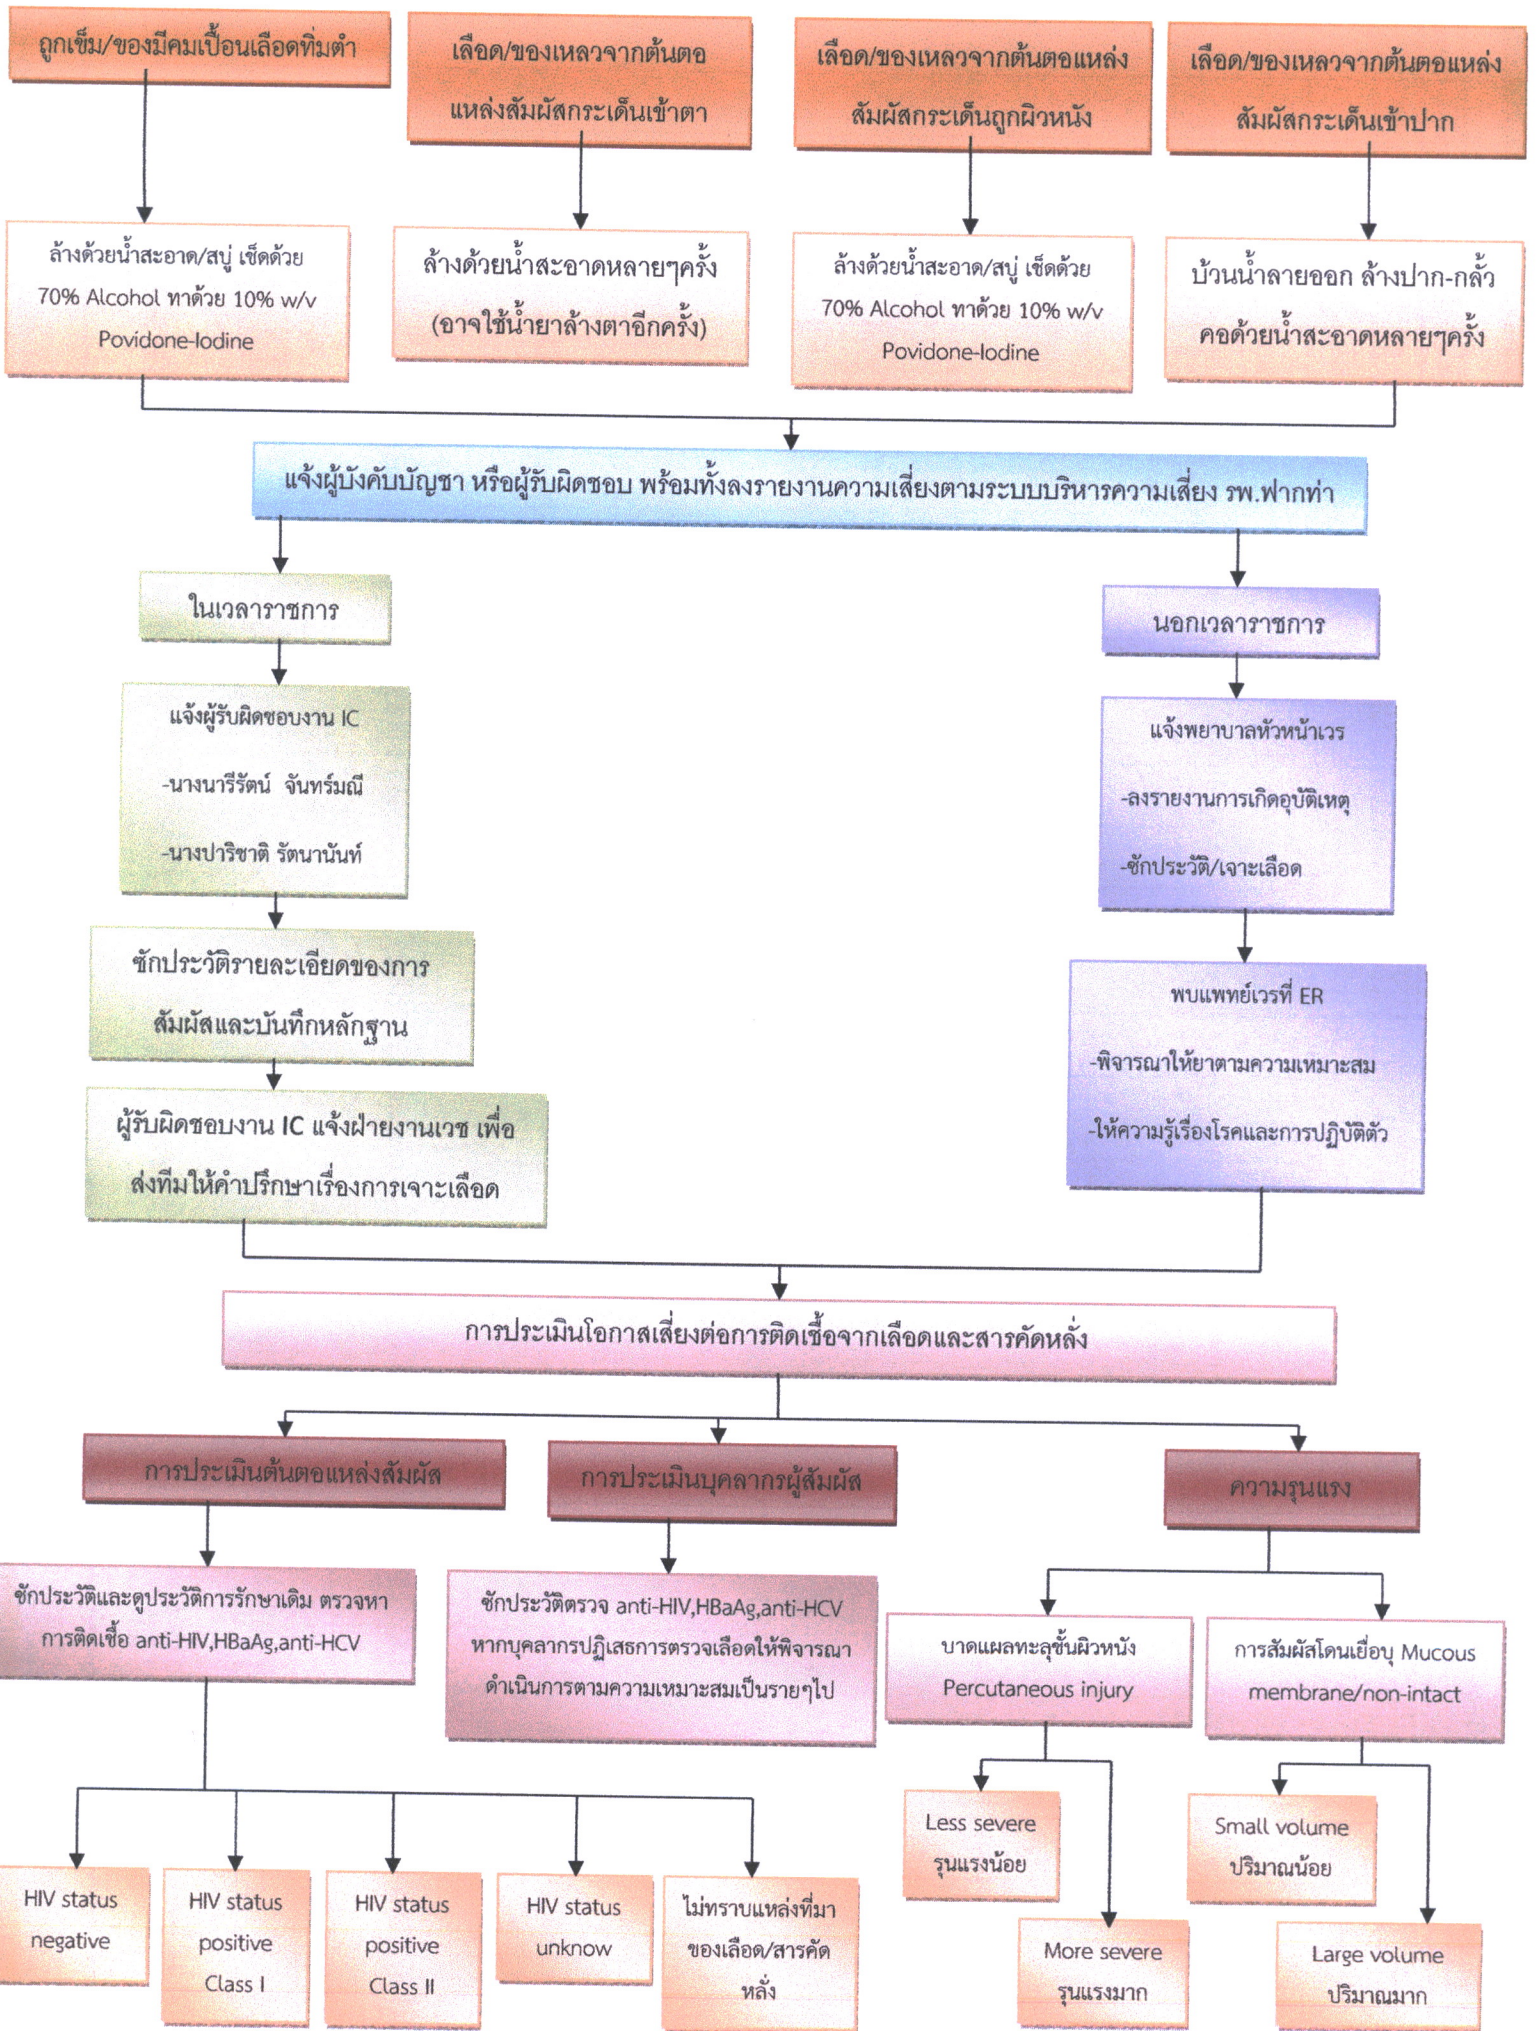 ถูกเข็ม/ของมีคมเปื้อนเลือดทิ่มตำ
เลือด/ของเหลวจากต้นตอ
แหล่งสัมผัสกระเด็นเข้าตา
เลือด/ของเหลวจากต้นตอแหล่ง
สัมผัสกระเด็นถูกผิวหนัง
เลือด/ของเหลวจากต้นตอแหล่ง
สัมผัสกระเด็นเข้าปาก
ล้างด้วยน้ำสะอาด/สบู่ เช็ดด้วย
70% Alcohol ทาด้วย 10% w/v
Povidone-Iodine
ล้างด้วยน้ำสะอาดหลายๆครั้ง
(อาจใช้น้ำยาล้างตาอีกครั้ง)
ล้างด้วยน้ำสะอาด/สบู่ เช็ดด้วย
70% Alcohol ทาด้วย 10% w/v
Povidone-Iodine
บ้วนน้ำลายออก ล้างปาก-กลั้ว
คอด้วยน้ำสะอาดหลายๆครั้ง
แจ้งผู้บังคับบัญชา หรือผู้รับผิดชอบ พร้อมทั้งลงรายงานความเสี่ยงตามระบบบริหารความเสี่ยง รพ.ฟากท่า
ในเวลาราชการ
แจ้งผู้รับผิดชอบงาน IC
-นางนารีรัตน์ จันทร์มณี
-นางปาริชาติ รัตนานันท์
ซักประวัติรายละเอียดของการ
สัมผัสและบันทึกหลักฐาน
ผู้รับผิดชอบงาน IC แจ้งฝ่ายงานเวช เพื่อ
ส่งทีมให้คำปรึกษาเรื่องการเจาะเลือด
นอกเวลาราชการ
แจ้งพยาบาลหัวหน้าเวร
-ลงรายงานการเกิดอุบัติเหตุ
-ซักประวัติ/เจาะเลือด
พบแพทย์เวรที่ ER
-พิจารณาให้ยาตามความเหมาะสม
-ให้ความรู้เรื่องโรคและการปฏิบัติตัว
การประเมินโอกาสเสี่ยงต่อการติดเชื้อจากเลือดและสารคัดหลั่ง
การประเมินต้นตอแหล่งสัมผัส
การประเมินบุคลากรผู้สัมผัส
ความรุนแรง
ซักประวัติและดูประวัติการรักษาเดิม ตรวจหา
การติดเชื้อ anti-HIV,HBaAg,anti-HCV
ซักประวัติตรวจ anti-HIV,HBaAg,anti-HCV
หากบุคลากรปฏิเสธการตรวจเลือดให้พิจารณา
ดำเนินการตามความเหมาะสมเป็นรายๆไป
บาดแผลทะลุชั้นผิวหนัง
Percutaneous injury
การสัมผัสโดนเยื่อบุ Mucous
membrane/non-intact
HIV status
negative
HIV status
positive
Class I
HIV status
positive
Class II
HIV status
unknow
ไม่ทราบแหล่งที่มา
ของเลือด/สารคัด
หลั่ง
Less severe
รุนแรงน้อย
More severe
รุนแรงมาก
Small volume
ปริมาณน้อย
Large volume
ปริมาณมาก